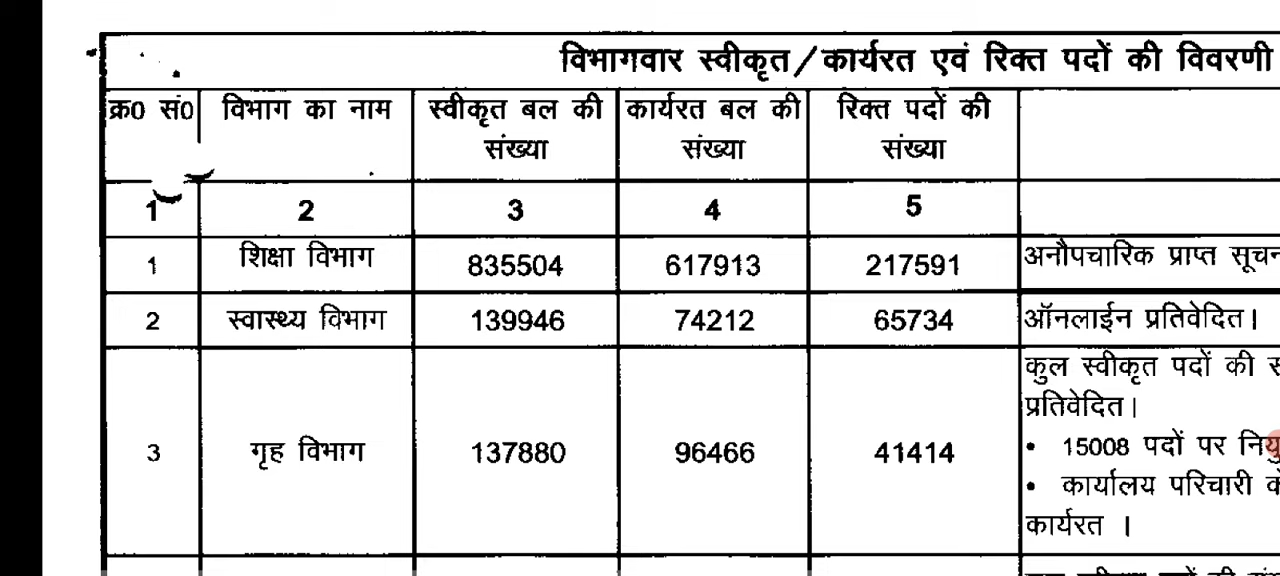 विभागवार स्वीकृत/कार्यरत एवं रिक्त पदों की विवरणी
क्र0 सं0 विभाग का नाम स्वीकृत बल की संख्या कार्यरत बल की संख्या रिक्त पदों की संख्या
1 2 3 4 5
1 शिक्षा विभाग 835504 617913 217591 अनौपचारिक प्राप्त
2 स्वास्थ्य विभाग 139946 74212 65734 ऑनलाईन प्रतिवेदित।
3 गृह विभाग 137880 96466 41414 कुल स्वीकृत पदों की
प्रतिवेदित।
• 15008 पदों पर
• कार्यालय परिचारी
कार्यरत ।